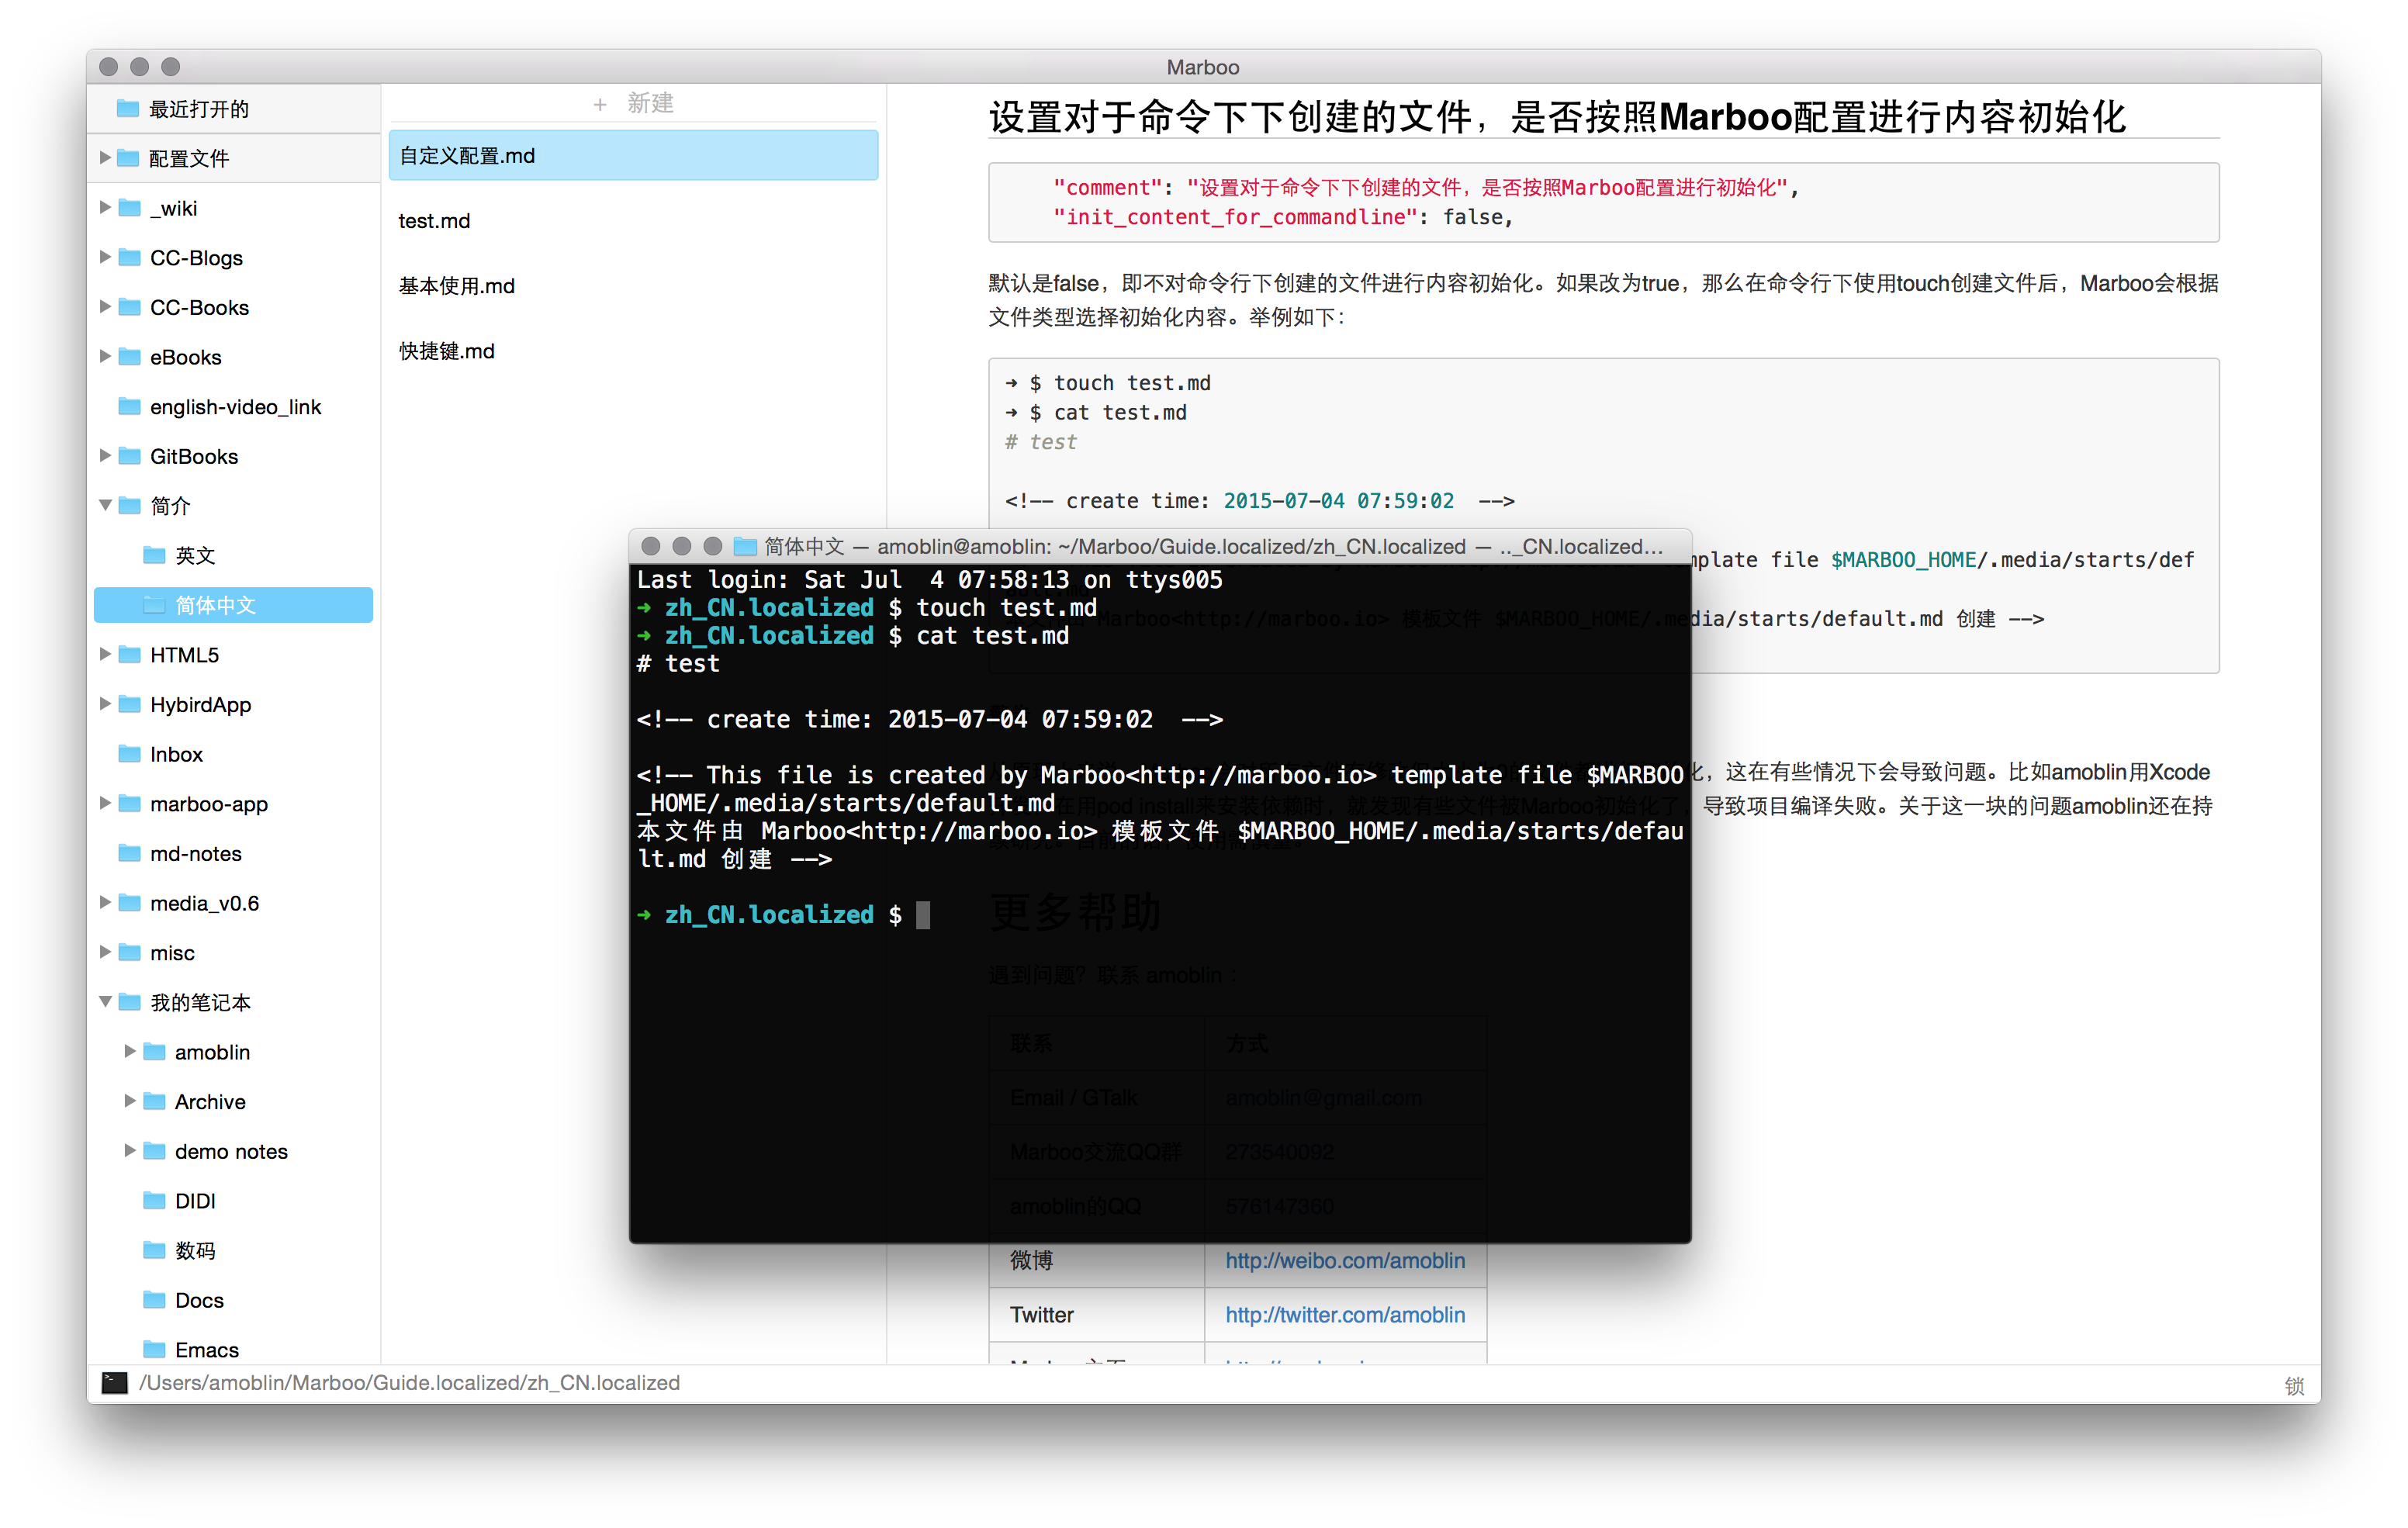 Marboo
最近打开的
配置文件
_wiki
CC-Blogs
CC-Books
eBooks
english-video_link
GitBooks
简介
英文
简体中文
HTML5
HybirdApp
Inbox
marboo-app
md-notes
media_v0.6
misc
我的笔记本
amoblin
Archive
demo notes
DIDI
数码
Docs
Emacs
+ 新建
自定义配置.md
test.md
基本使用.md
快捷键.md
设置对于命令下下创建的文件，是否按照Marboo配置进行内容初始化
"comment": "设置对于命令下下创建的文件，是否按照Marboo配置进行初始化",
"init_content_for_commandline": false,
默认是false，即不对命令行下创建的文件进行内容初始化。如果改为true，那么在命令行下使用touch创建文件后，Marboo会根据
文件类型选择初始化内容。举例如下：
➜ $ touch test.md
➜ $ cat test.md
# test
<!-- create time: 2015-07-04 07:59:02  -->
mplate file $MARBOO_HOME/.media/starts/def
本文件由 Marboo<http://marboo.io> 模板文件 $MARBOO_HOME/.media/starts/default.md 创建 -->
化，这在有些情况下会导致问题。比如amoblin用Xcode
在用pod install来安装依赖时，就发现有些文件被Marboo初始化了，导致项目编译失败。关于这一块的问题amoblin还在持
更多帮助
遇到问题？联系 amoblin：
联系 方式
Email / GTalk amoblin@gmail.com
Marboo交流QQ群 273540092
amoblin的QQ 576147360
微博 http://weibo.com/amoblin
Twitter http://twitter.com/amoblin
简体中文 — amoblin@amoblin: ~/Marboo/Guide.localized/zh_CN.localized — .._CN.localized…
Last login: Sat Jul  4 07:58:13 on ttys005
➜ zh_CN.localized $ touch test.md
➜ zh_CN.localized $ cat test.md
# test
<!-- create time: 2015-07-04 07:59:02  -->
<!-- This file is created by Marboo<http://marboo.io> template file $MARBOO
_HOME/.media/starts/default.md
本文件由 Marboo<http://marboo.io> 模板文件 $MARBOO_HOME/.media/starts/defau
lt.md 创建 -->
➜ zh_CN.localized $
/Users/amoblin/Marboo/Guide.localized/zh_CN.localized
锁